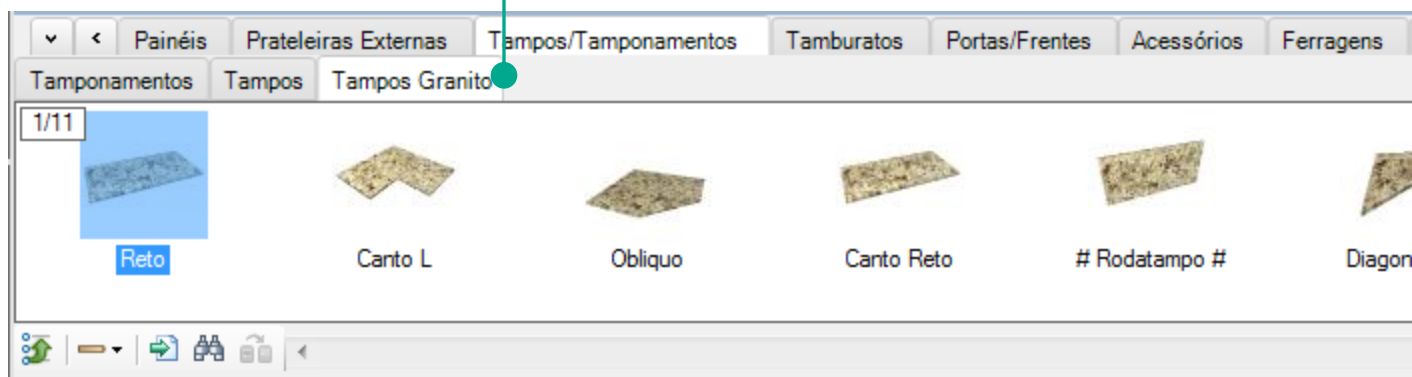 Painéis Prateleiras Externas Tampos/Tamponamentos Tamburatos Portas/Frentes Acessórios Ferragens
Tamponamentos Tampos Tampos Granito
1/11
Reto Canto L Obliquo Canto Reto # Rodatampo # Diagon